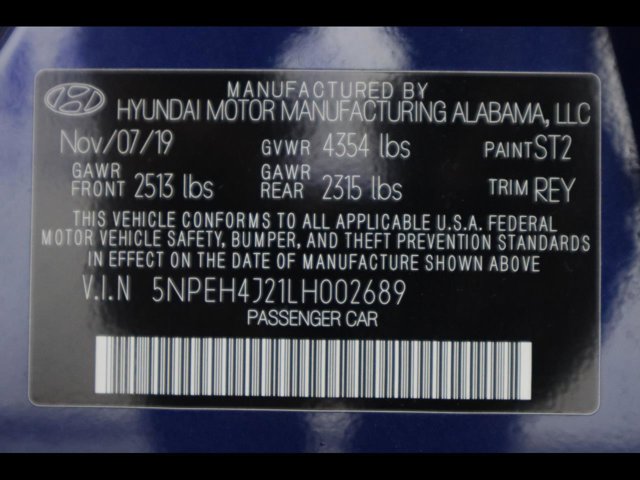 MANUFACTURED BY
HYUNDAI MOTOR MANUFACTURING ALABAMA, LLC
Nov/07/19 GVWR 4354 lbs PAINT ST2
GAWR FRONT 2513 lbs GAWR REAR 2315 lbs TRIM REY
THIS VEHICLE CONFORMS TO ALL APPLICABLE U.S.A. FEDERAL
MOTOR VEHICLE SAFETY, BUMPER, AND THEFT PREVENTION STANDARDS
IN EFFECT ON THE DATE OF MANUFACTURE SHOWN ABOVE
V.I.N 5NPEH4J21LH002689
PASSENGER CAR